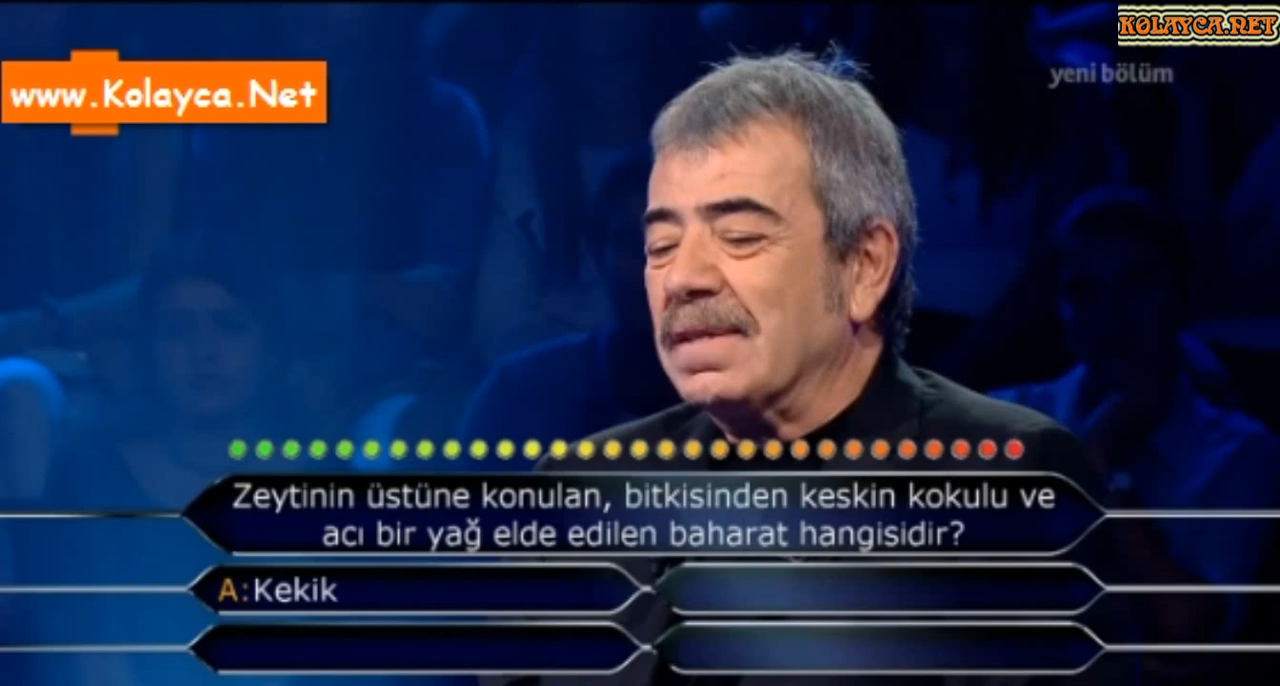 KOLAYCA.NET
www.Kolayca.Net
yeni bölüm
Zeytinin üstüne konulan, bitkisinden keskin kokulu ve
acı bir yağ elde edilen baharat hangisidir?
A:Kekik